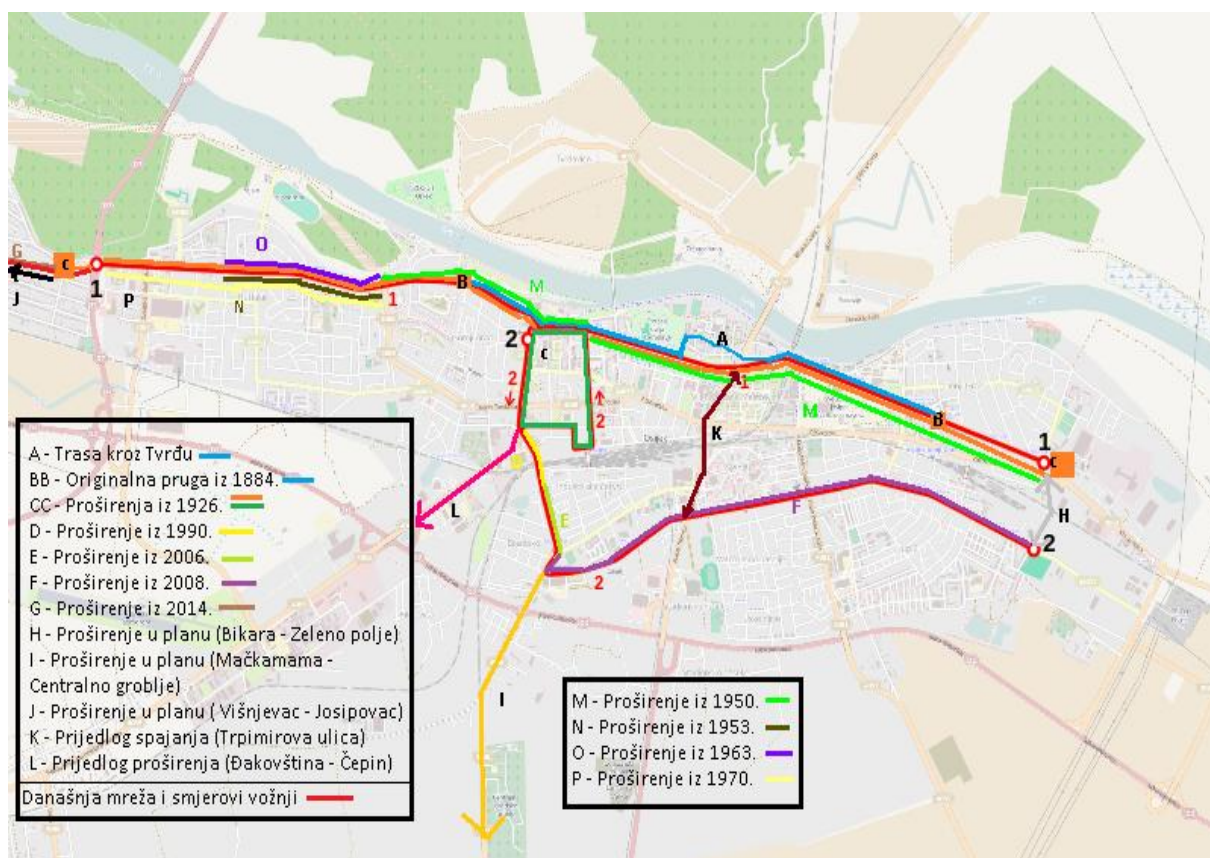 G
c
J
1
P
O
N
1
B
M
2
c
2
2
A
1
M
K
B
1
c
H
2
F
L
E
2
I
A - Trasa kroz Tvrđu
BB - Originalna pruga iz 1884.
CC - Proširenja iz 1926.
D - Proširenje iz 1990.
E - Proširenje iz 2006.
F - Proširenje iz 2008.
G - Proširenje iz 2014.
H - Proširenje u planu (Bikara - Zeleno polje)
I - Proširenje u planu (Mačkamama -
Centralno groblje)
J - Proširenje u planu ( Višnjevac - Josipovac)
K - Prijedlog spajanja (Trpimirova ulica)
L - Prijedlog proširenja (Đakovština - Čepin)
Današnja mreža i smjerovi vožnji
M - Proširenje iz 1950.
N - Proširenje iz 1953.
O - Proširenje iz 1963.
P - Proširenje iz 1970.